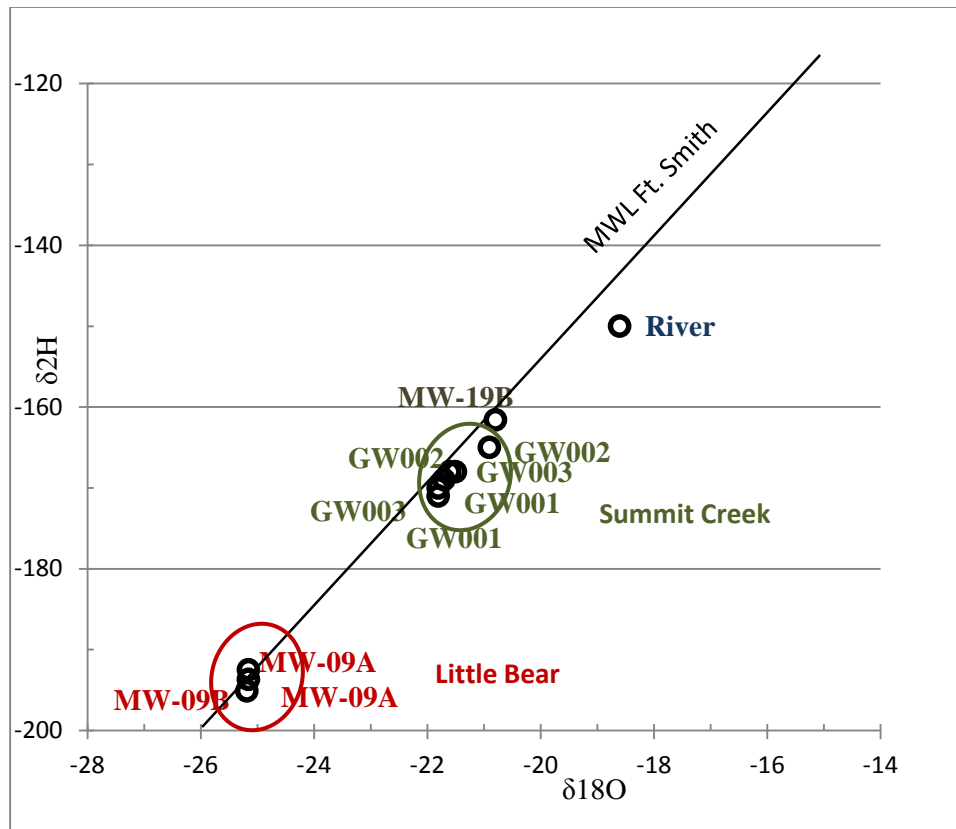 -120
MWL Ft. Smith
-140
River
δ2H
-160
MW-19B
GW002
GW002
GW003
GW003
GW001
Summit Creek
GW001
-180
MW-09A
Little Bear
MW-09B
MW-09A
-200
-28
-26
-24
-22
-20
-18
-16
-14
δ18O